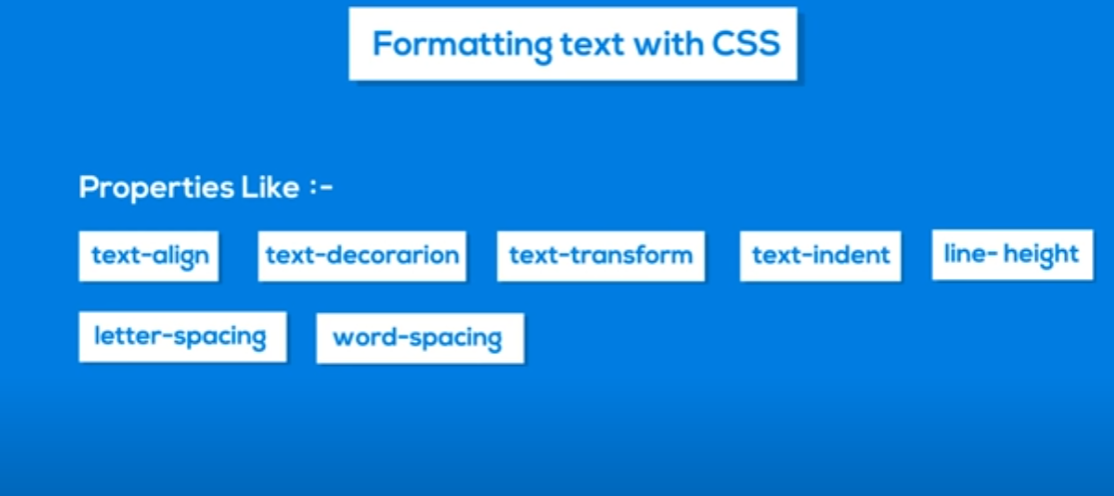 Formatting text with CSS
Properties Like :-
text-align text-decorarion text-transform text-indent line- height
letter-spacing word-spacing